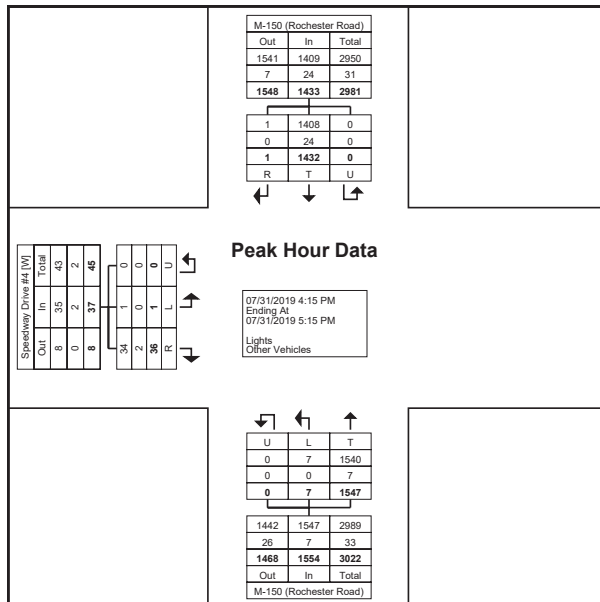 M-150 (Rochester Road)
Out In Total
1541 1409 2950
7 24 31
1548 1433 2981
1 1408 0
0 24 0
1 1432 0
R T U
Peak Hour Data
Speedway Drive #4 [W]
Out In Total
8 35 43
0 2 2
8 37 45
34 1 0
2 0 0
36 1 0
R L U
07/31/2019 4:15 PM
Ending At
07/31/2019 5:15 PM
Lights
Other Vehicles
U L T
0 7 1540
0 0 7
0 7 1547
1442 1547 2989
26 7 33
1468 1554 3022
Out In Total
M-150 (Rochester Road)